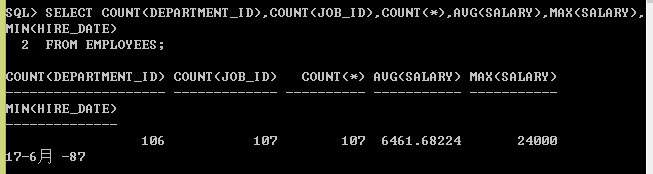 SQL> SELECT COUNT(DEPARTMENT_ID),COUNT(JOB_ID),COUNT(*),AVG(SALARY),MAX(SALARY),
MIN(HIRE_DATE)
  2  FROM EMPLOYEES;
COUNT(DEPARTMENT_ID) COUNT(JOB_ID)   COUNT(*) AVG(SALARY) MAX(SALARY)
-------------------- ------------- ---------- ----------- -----------
MIN(HIRE_DATE)
--------------
                 106           107        107  6461.68224       24000
17-6月 -87